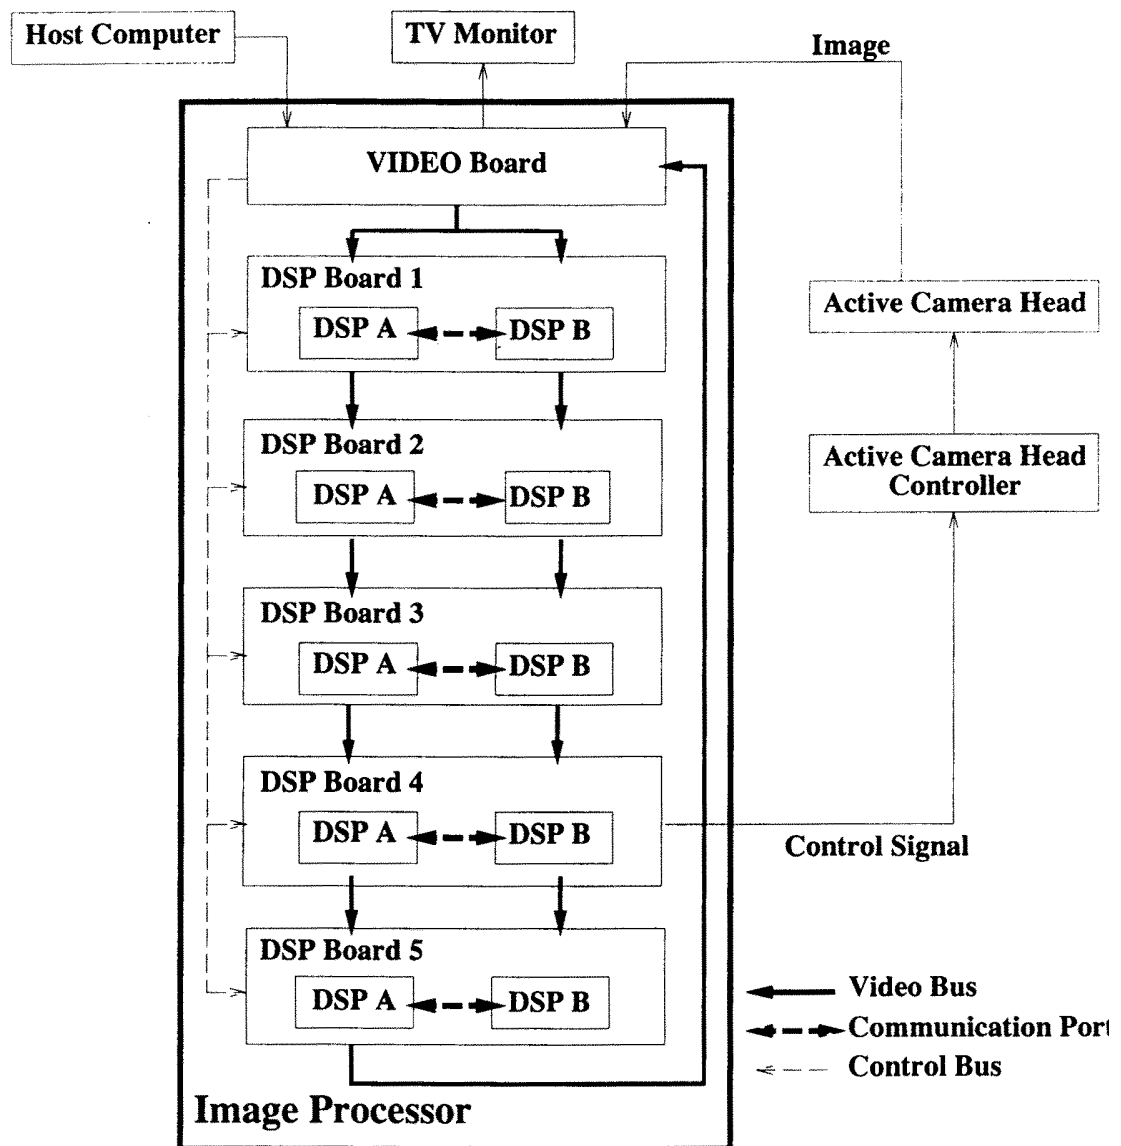 Host Computer
TV Monitor
Image
VIDEO Board
DSP Board 1
DSP A
DSP B
Active Camera Head
DSP Board 2
DSP A
DSP B
Active Camera Head
Controller
DSP Board 3
DSP A
DSP B
DSP Board 4
DSP A
DSP B
Control Signal
DSP Board 5
DSP A
DSP B
Video Bus
Communication Port
Control Bus
Image Processor